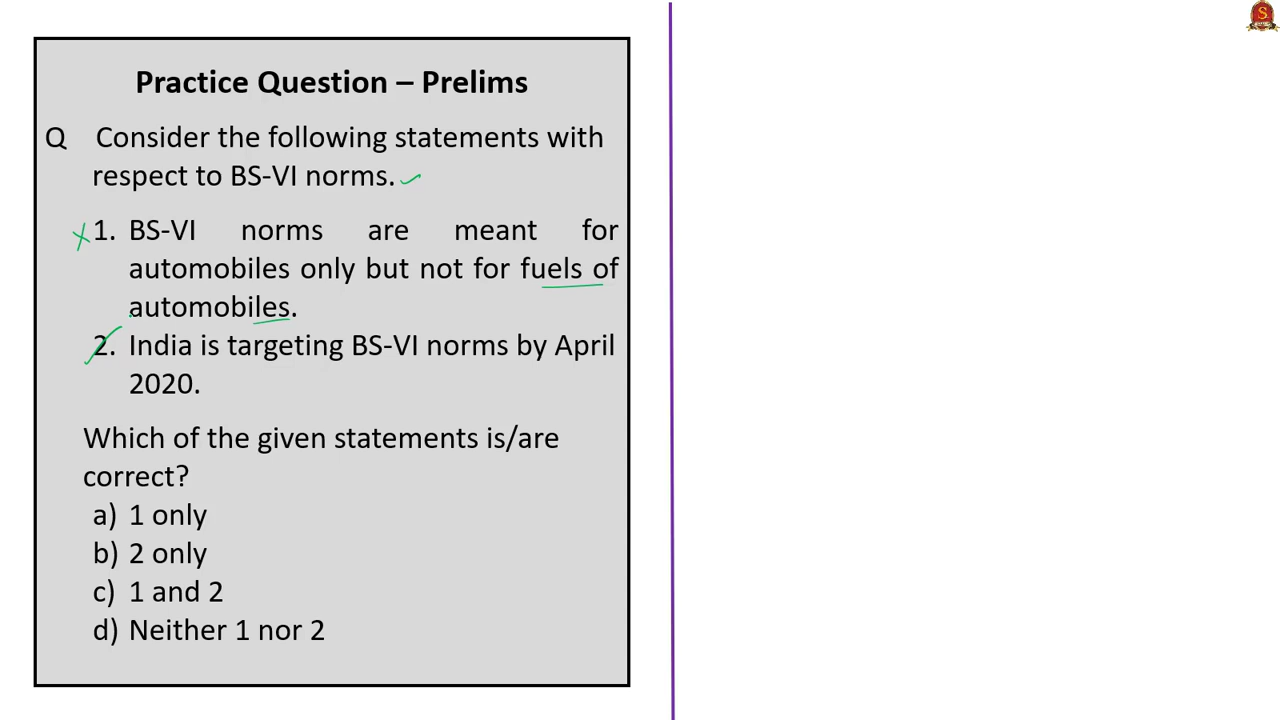 Practice Question – Prelims
Q Consider the following statements with
respect to BS-VI norms.
1. BS-VI norms are meant for
automobiles only but not for fuels of
automobiles.
2. India is targeting BS-VI norms by April
2020.
Which of the given statements is/are
correct?
a) 1 only
b) 2 only
c) 1 and 2
d) Neither 1 nor 2